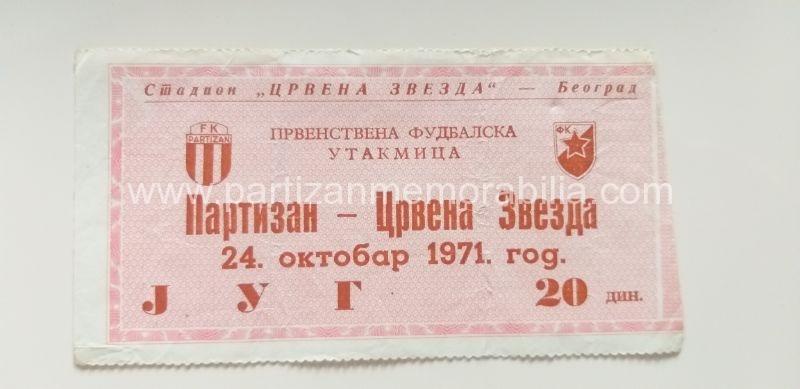 Стадион „ЦРВЕНА ЗВЕЗДА“ — Београд
FK
PARTIZAN
ФК
ПРВЕНСТВЕНА ФУДБАЛСКА
УТАКМИЦА
www.partizanmemorabilia.com
Партизан – Црвена Звезда
24. октобар 1971. год.
ЈУГ 20 дин.